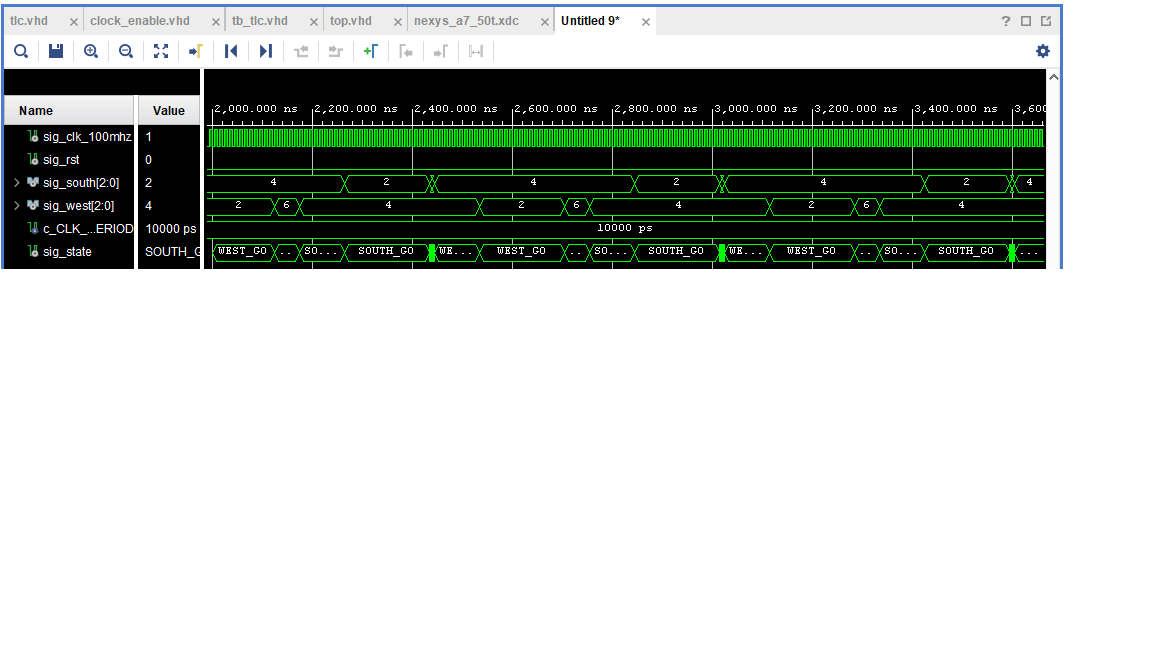 tlc.vhd × clock_enable.vhd × tb_tlc.vhd × top.vhd × nexys_a7_50t.xdc × Untitled 9* × ?
2,000.000 ns 2,200.000 ns 2,400.000 ns 2,600.000 ns 2,800.000 ns 3,000.000 ns 3,200.000 ns 3,400.000 ns 3,600
Name Value
sig_clk_100mhz 1
sig_rst 0
> sig_south[2:0] 2 4 2 4 2 4 2 4
> sig_west[2:0] 4 2 6 4 2 6 4 2 6 4
c_CLK_...ERIOD 10000 ps 10000 ps
sig_state SOUTH_G WEST_GO .. SO... SOUTH_GO WE... WEST_GO .. SO... SOUTH_GO WE... WEST_GO .. SO... SOUTH_GO ...